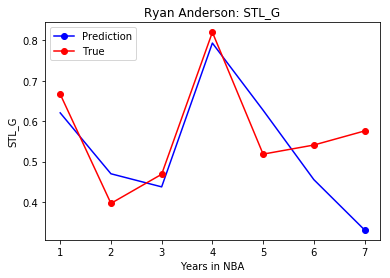 Ryan Anderson: STL_G
Prediction
True
0.8
0.7
0.6
0.5
0.4
STL_G
1 2 3 4 5 6 7
Years in NBA